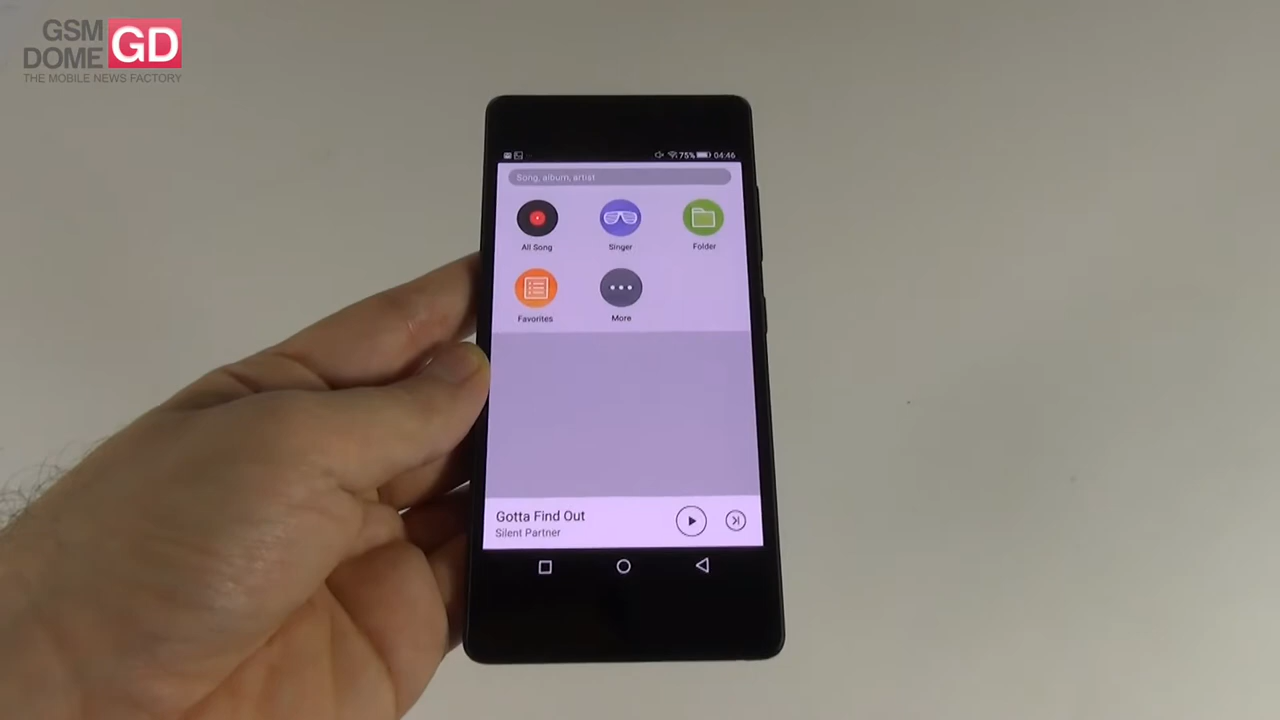 GSM
DOME GD
THE MOBILE NEWS FACTORY
75% 04:46
Song, album, artist
All Song Singer Folder
Favorites More
Gotta Find Out
Silent Partner